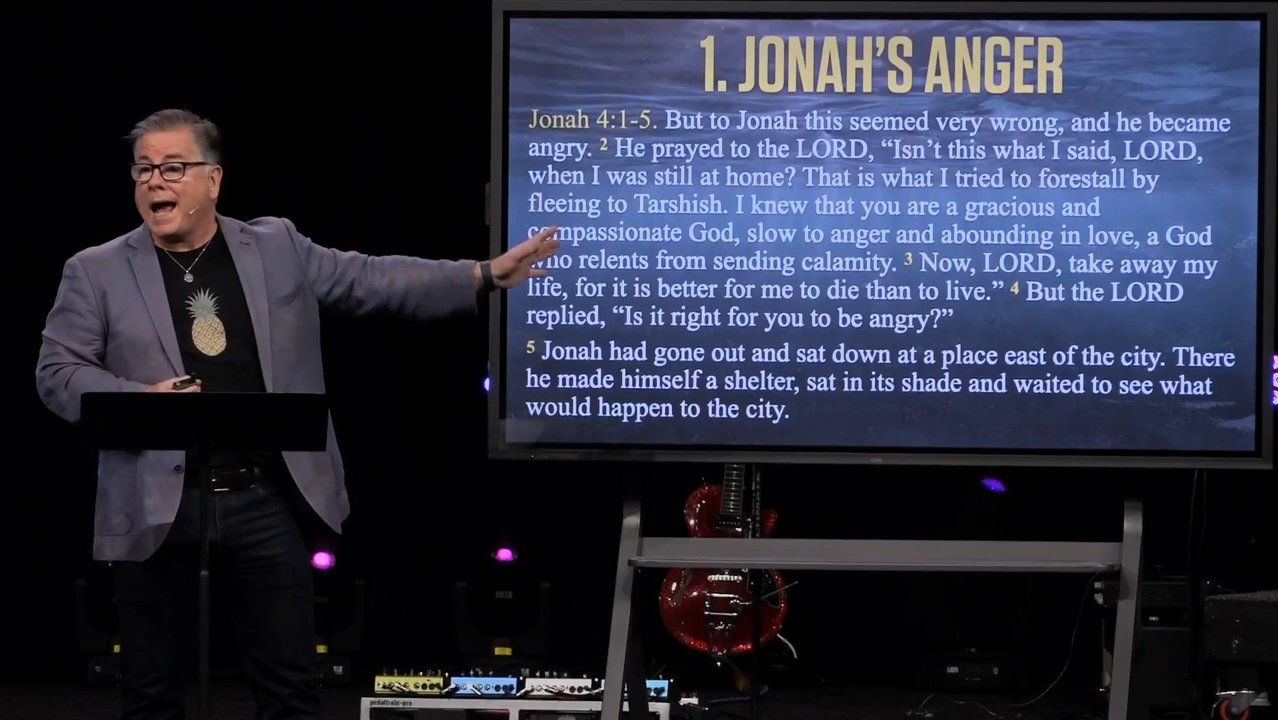 1. JONAH’S ANGER
Jonah 4:1-5. But to Jonah this seemed very wrong, and he became
angry. 2 He prayed to the LORD, “Isn’t this what I said, LORD,
when I was still at home? That is what I tried to forestall by
fleeing to Tarshish. I knew that you are a gracious and
compassionate God, slow to anger and abounding in love, a God
who relents from sending calamity. 3 Now, LORD, take away my
life, for it is better for me to die than to live.” 4 But the LORD
replied, “Is it right for you to be angry?”
5 Jonah had gone out and sat down at a place east of the city. There
he made himself a shelter, sat in its shade and waited to see what
would happen to the city.
pedaltrain-pro